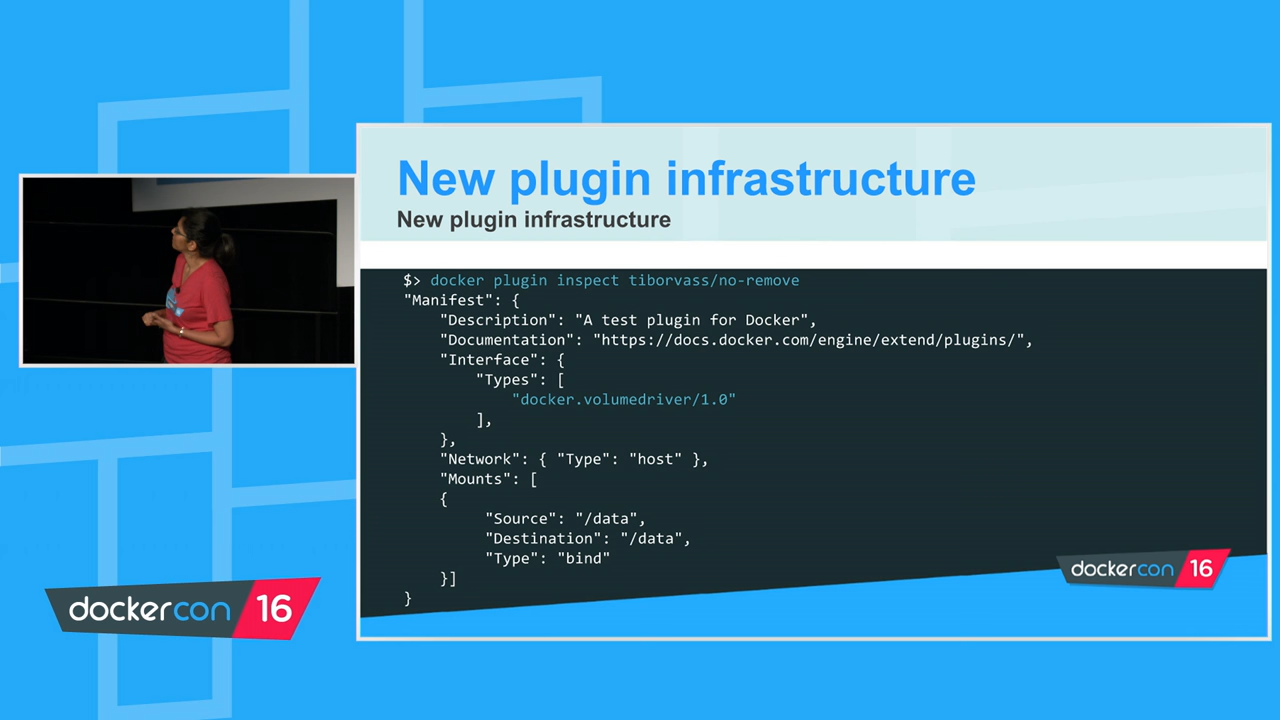 New plugin infrastructure
New plugin infrastructure
$> docker plugin inspect tiborvass/no-remove
"Manifest": {
"Description": "A test plugin for Docker",
"Documentation": "https://docs.docker.com/engine/extend/plugins/",
"Interface": {
"Types": [
"docker.volumedriver/1.0"
],
},
"Network": { "Type": "host" },
"Mounts": [
{
"Source": "/data",
"Destination": "/data",
"Type": "bind"
}]
}
dockercon 16
dockercon 16